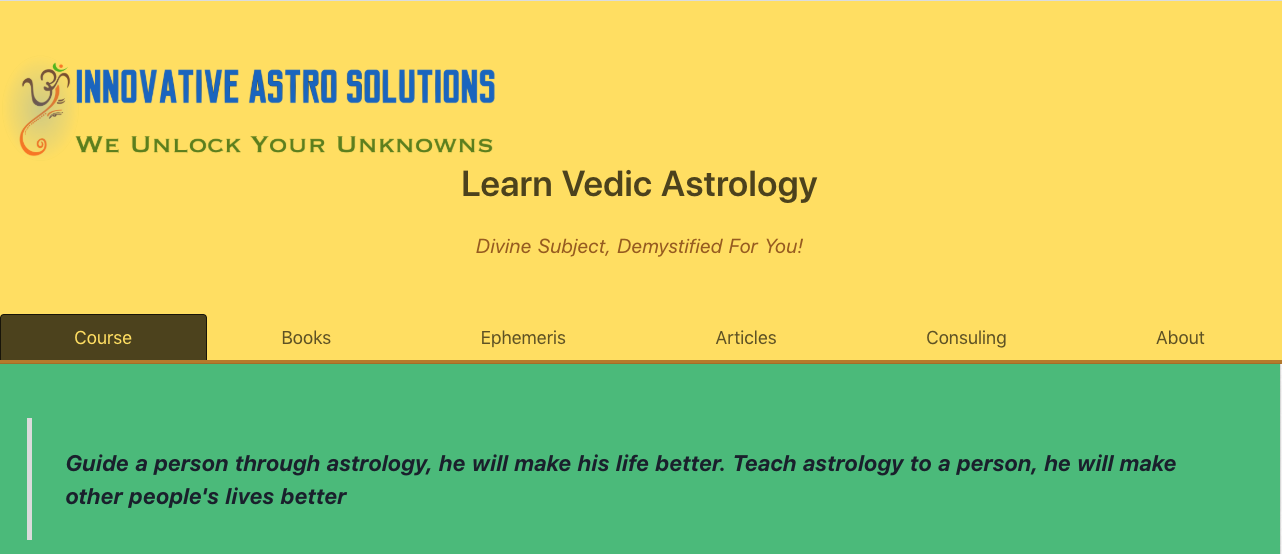 INNOVATIVE ASTRO SOLUTIONS
WE UNLOCK YOUR UNKNOWNS
Learn Vedic Astrology
Divine Subject, Demystified For You!
Course Books Ephemeris Articles Consuling About
Guide a person through astrology, he will make his life better. Teach astrology to a person, he will make
other people's lives better